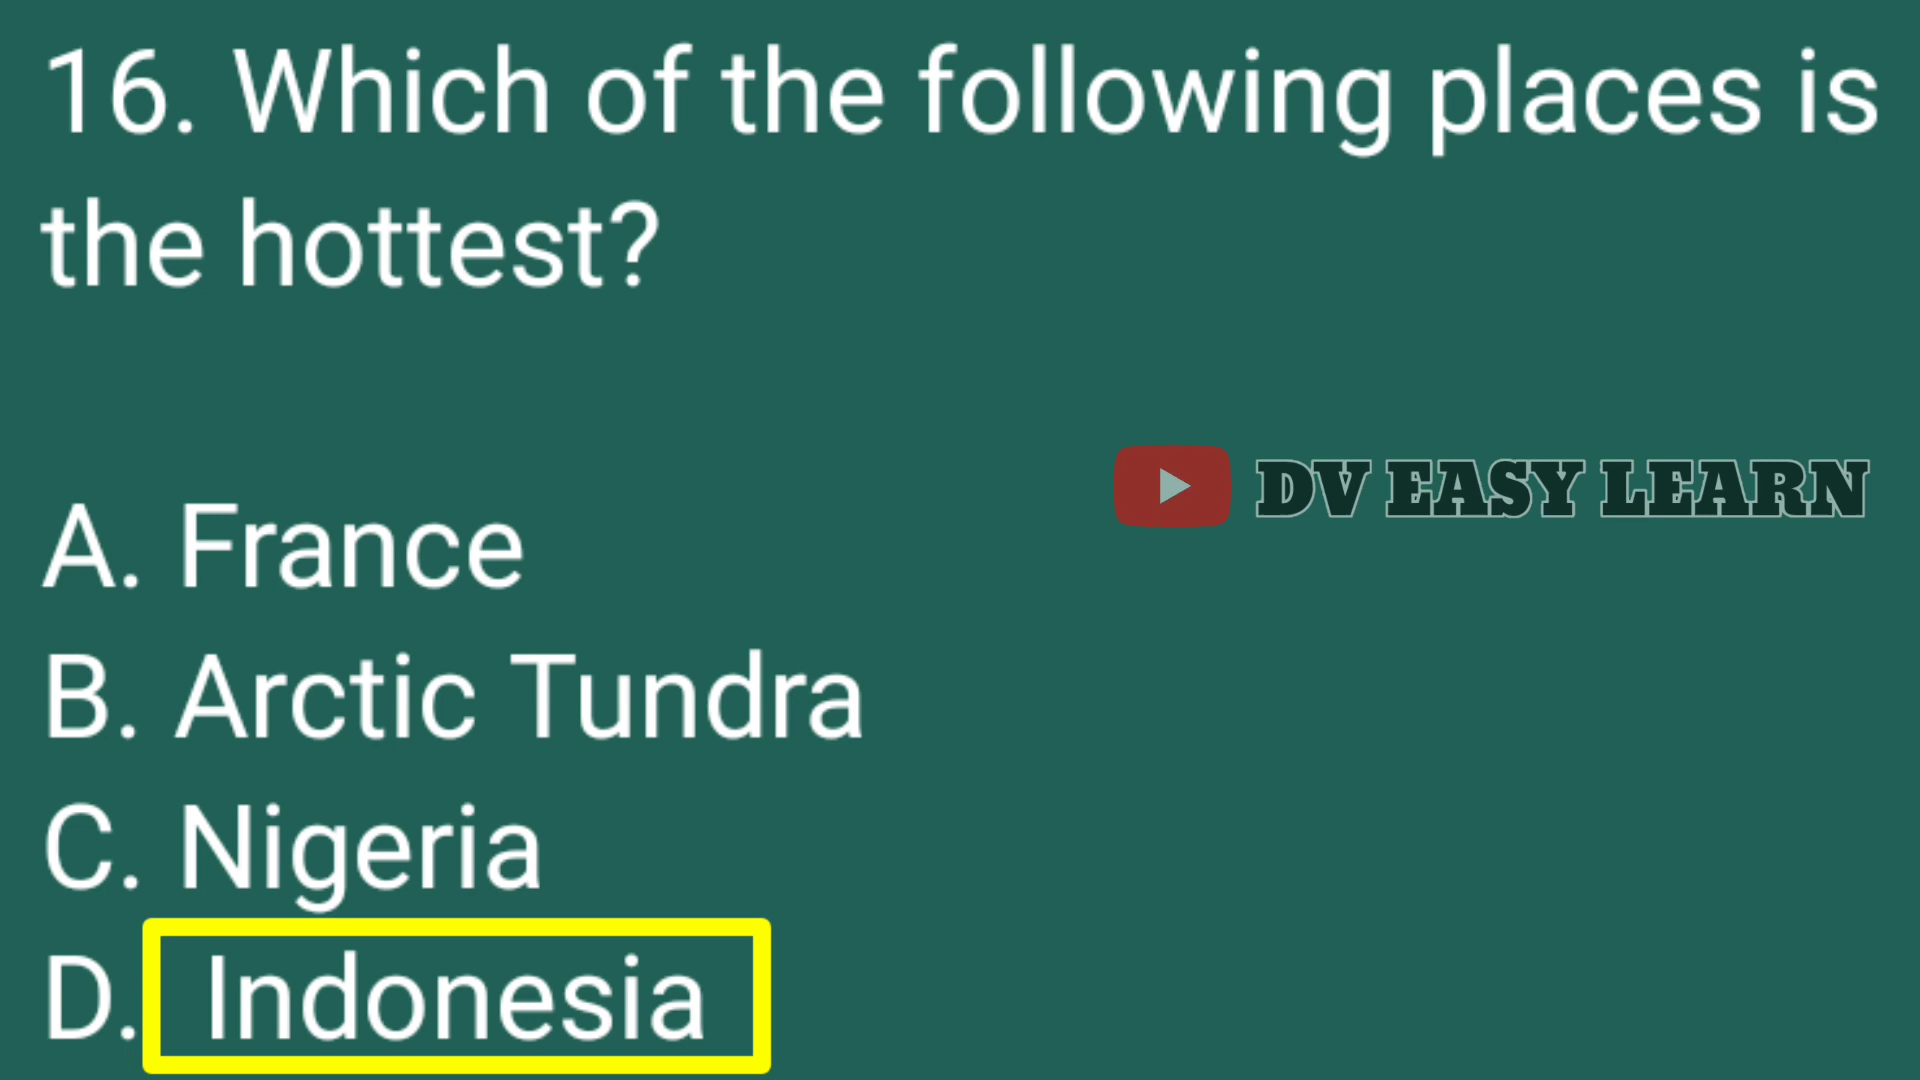 16. Which of the following places is
the hottest?
DV EASY LEARN
A. France
B. Arctic Tundra
C. Nigeria
D. Indonesia